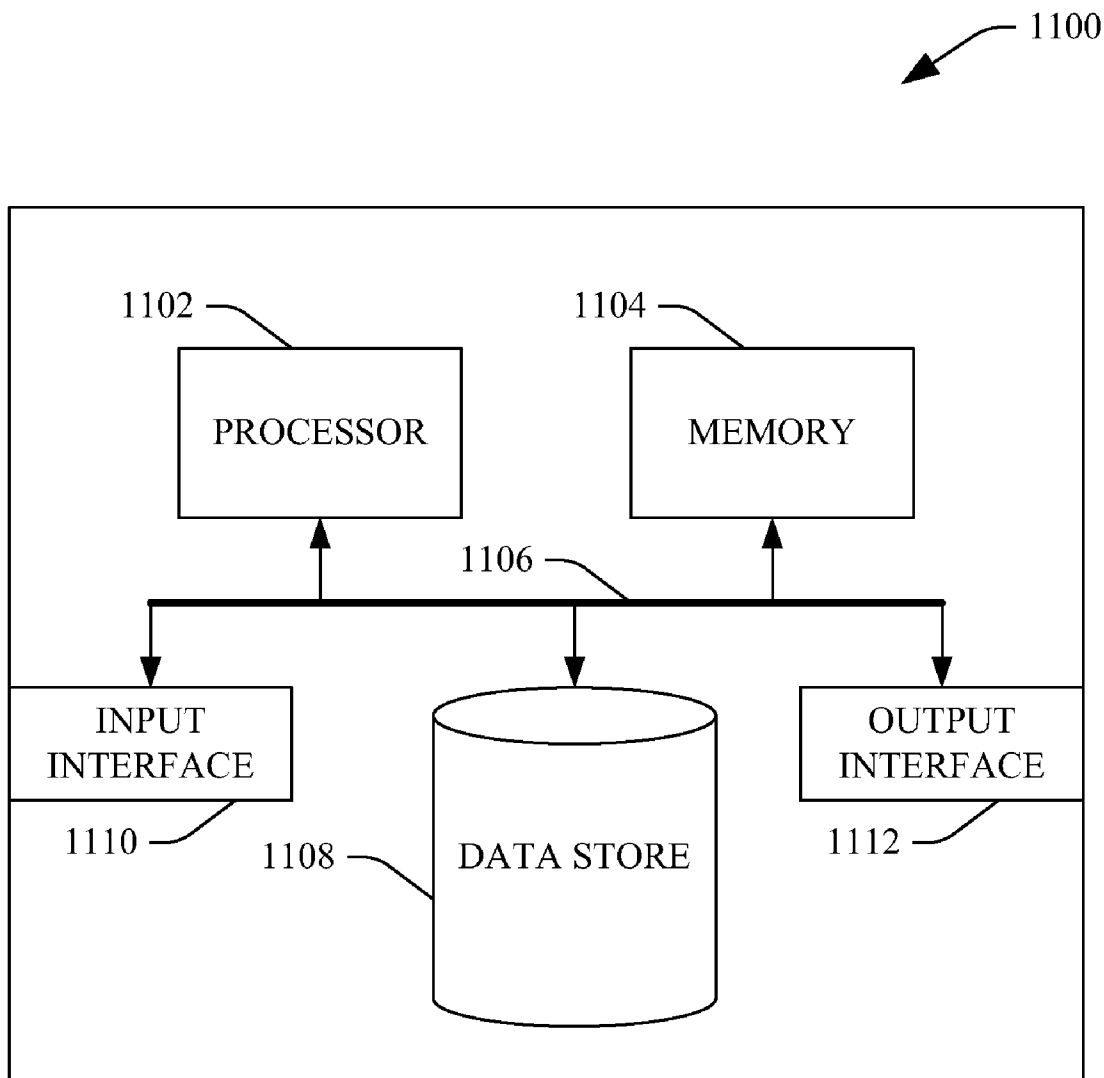 1100
1102
1104
PROCESSOR
MEMORY
1106
INPUT
INTERFACE
OUTPUT
INTERFACE
1110
1108
DATA STORE
1112